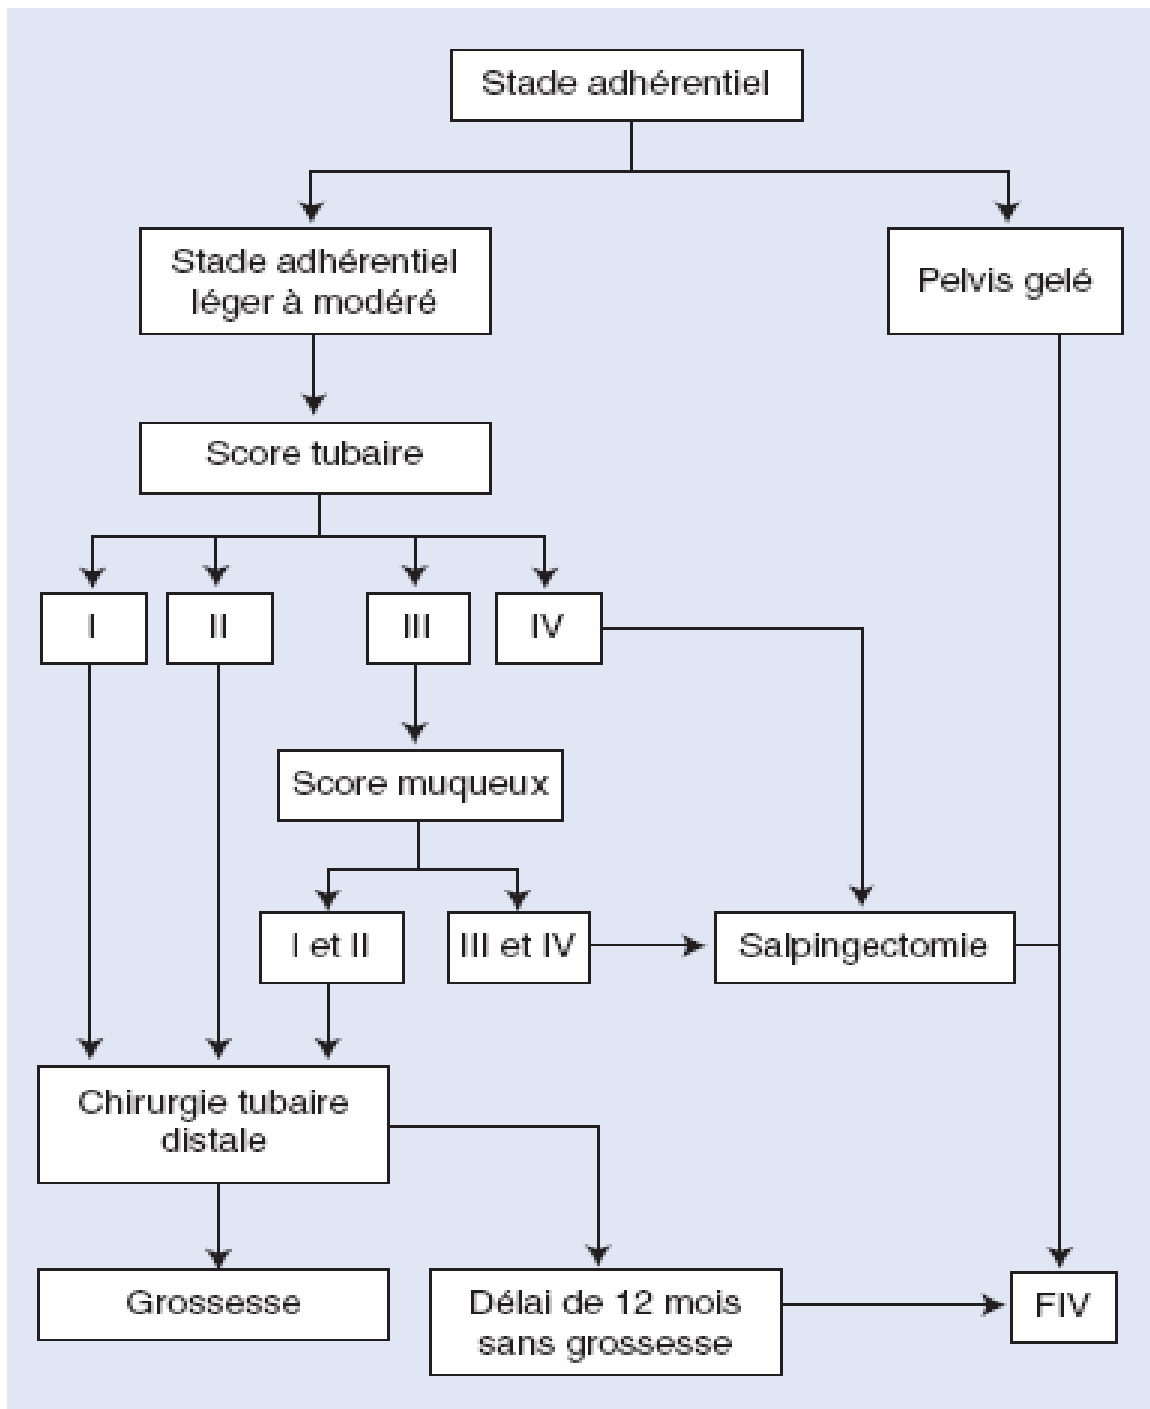 Stade adhérentiel
Stade adhérentiel
léger à modéré
Pelvis gelé
Score tubaire
I
II
III
IV
Score muqueux
I et II
III et IV
Salpingectomie
Chirurgie tubaire
distale
Grossesse
Délai de 12 mois
sans grossesse
FIV